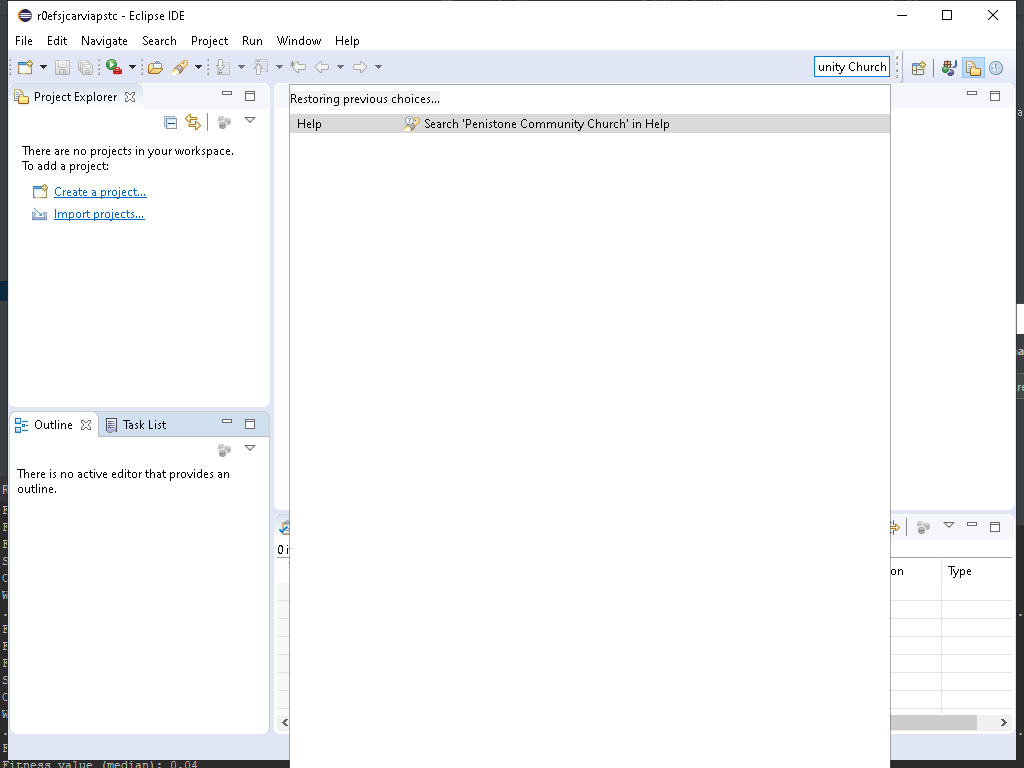 r0efsjcarviapstc - Eclipse IDE
File Edit Navigate Search Project Run Window Help
unity Church
Project Explorer
Restoring previous choices...
Help Search 'Penistone Community Church' in Help
There are no projects in your workspace.
To add a project:
Create a project...
Import projects...
Outline Task List
There is no active editor that provides an
outline.
0 i
on Type
Fitness value (median): 0.04